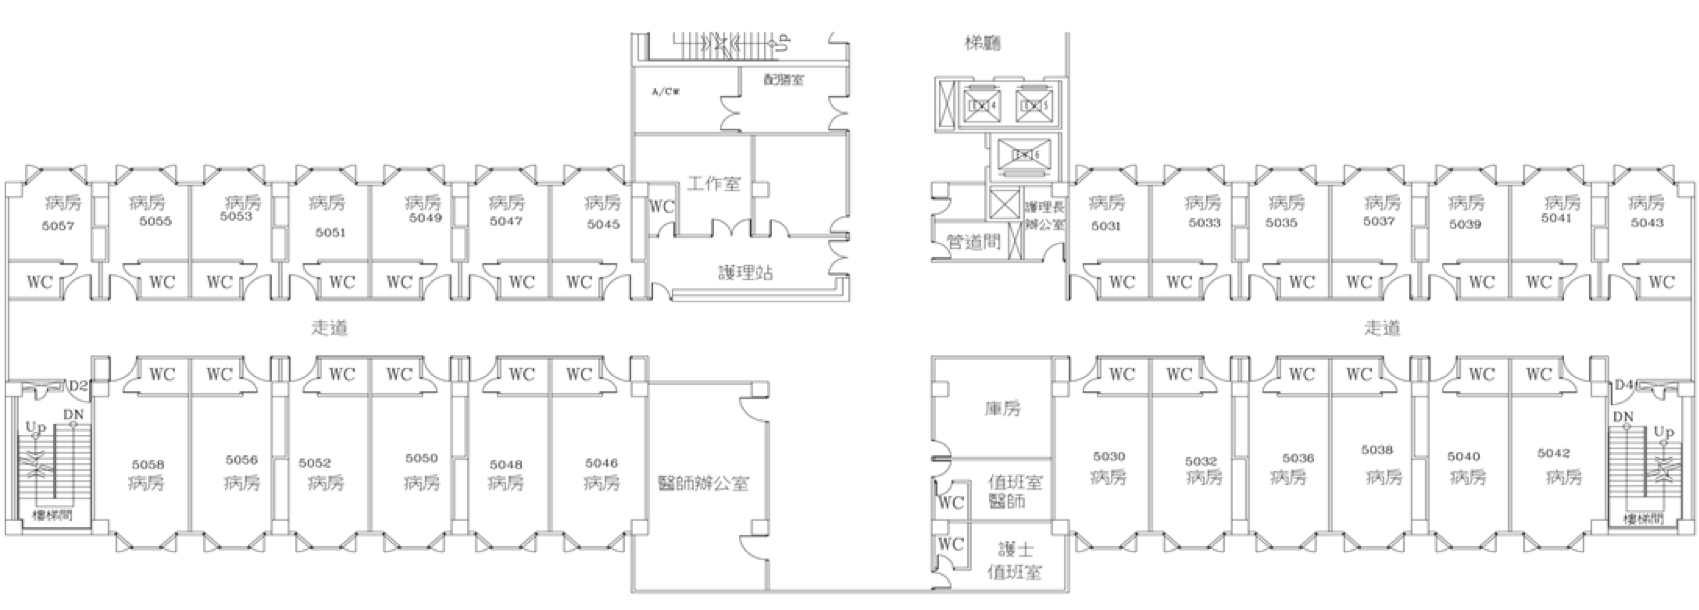 梯廳
Up
配膳室
A/CW
4
5
6
工作室
WC
護理長
辦公室
管道間
護理站
病房
5057
病房
5055
病房
5053
病房
5051
病房
5049
病房
5047
病房
5045
病房
5031
病房
5033
病房
5035
病房
5037
病房
5039
病房
5041
病房
5043
WC
WC
WC
WC
WC
WC
WC
WC
WC
WC
WC
WC
WC
WC
走道
走道
WC
WC
WC
WC
WC
WC
WC
WC
WC
WC
WC
WC
D2
DN
Up
樓梯間
5058
病房
5056
病房
5052
病房
5050
病房
5048
病房
5046
病房
醫師辦公室
庫房
值班室
醫師
WC
WC
護士
值班室
5030
病房
5032
病房
5036
病房
5038
病房
5040
病房
5042
病房
D4
DN
Up
樓梯間